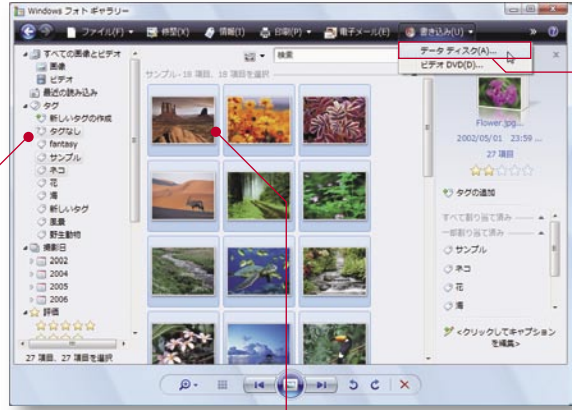 Windows フォト ギャラリー
ファイル(F) 修整(X) 情報(I) 印刷(P) 電子メール(E) 書き込み(U)
データ ディスク(A)...
ビデオ DVD(D)...
すべての画像とビデオ
画像
ビデオ
最近の読み込み
タグ
新しいタグの作成
タグなし
fantasy
サンプル
ネコ
花
海
新しいタグ
風景
野生動物
撮影日
2002
2004
2005
2006
評価
27 項目、27 項目を選択
検索
サンプル - 18 項目、18 項目を選択
Flower.jpg...
2002/05/01 23:59 ...
27 項目
タグの追加
すべて割り当て済み
一部割り当て済み
サンプル
ネコ
花
海
<クリックしてキャプション
を編集>